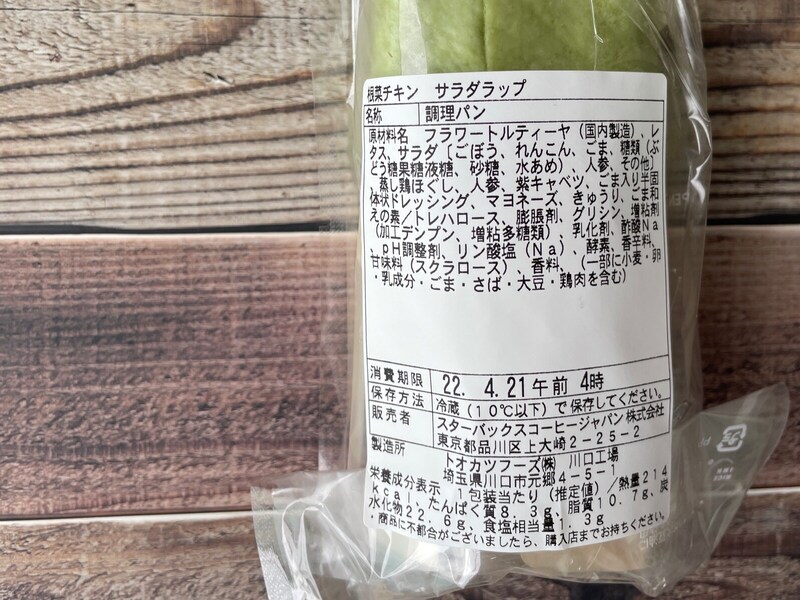 根菜チキン サラダラップ
名称 調理パン
原材料名 フラワートルティーヤ（国内製造）、レ
タス、サラダ〔ごぼう、れんこん、ごま、糖類（ぶ
どう糖果糖液糖、砂糖、水あめ）、人参、その他〕
、蒸し鶏ほぐし、人参、紫キャベツ、ごま入り半固
体状ドレッシング、マヨネーズ、きゅうり、ごま和
えの素／トレハロース、膨脹剤、グリシン、増粘剤
（加工デンプン、増粘多糖類）、乳化剤、酢酸Ｎａ
、ｐＨ調整剤、リン酸塩（Ｎａ）、酵素、香辛料、
甘味料（スクラロース）、香料、（一部に小麦・卵
・乳成分・ごま・さば・大豆・鶏肉を含む）
消費期限 22. 4.21午前 4時
保存方法 冷蔵（１０℃以下）で保存してください。
販売者 スターバックスコーヒージャパン株式会社
東京都品川区上大崎２－２５－２
製造所 トオカツフーズ㈱ 川口工場
埼玉県川口市元郷４－５－１
栄養成分表示 １包装当たり（推定値）／熱量２１４
ｋｃａｌ、たんぱく質８．３ｇ、脂質１０．７ｇ、炭
水化物２２．６ｇ、食塩相当量１．３ｇ
・商品に不都合がございましたら、購入店までお持ちください。